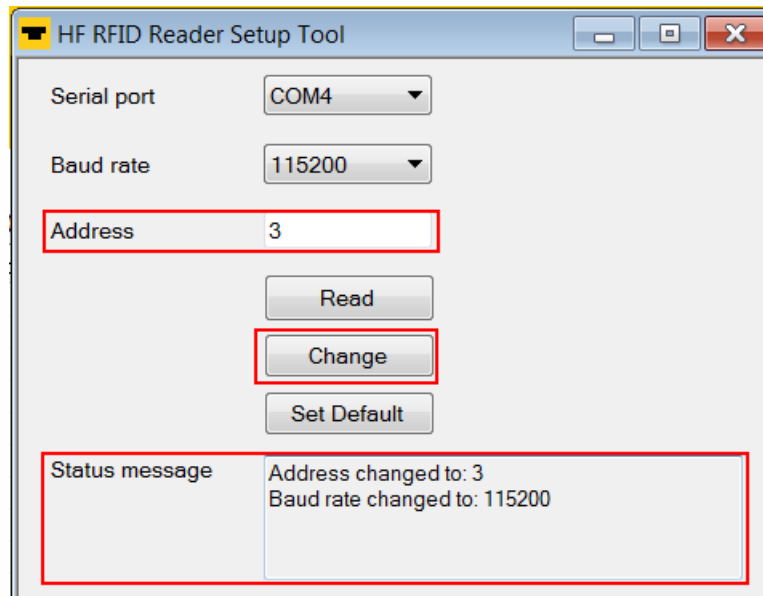 HF RFID Reader Setup Tool
Serial port COM4
Baud rate 115200
Address 3
Read
Change
Set Default
Status message Address changed to: 3
Baud rate changed to: 115200